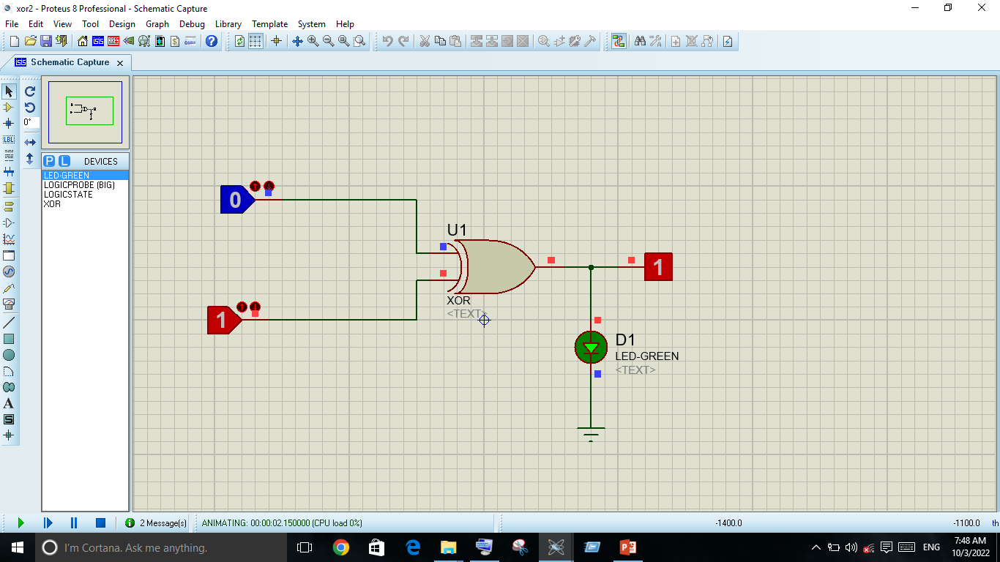 xor2 - Proteus 8 Professional - Schematic Capture
File Edit View Tool Design Graph Debug Library Template System Help
Schematic Capture
0°
LBL
P L DEVICES
LED-GREEN
LOGICPROBE (BIG)
LOGICSTATE
XOR
A
S
0
U1
1
XOR
<TEXT>
1
D1
LED-GREEN
<TEXT>
2 Message(s) ANIMATING: 00:00:02.150000 (CPU load 0%) -1400.0 -1100.0 th
I'm Cortana. Ask me anything.
ENG
7:48 AM
10/3/2022